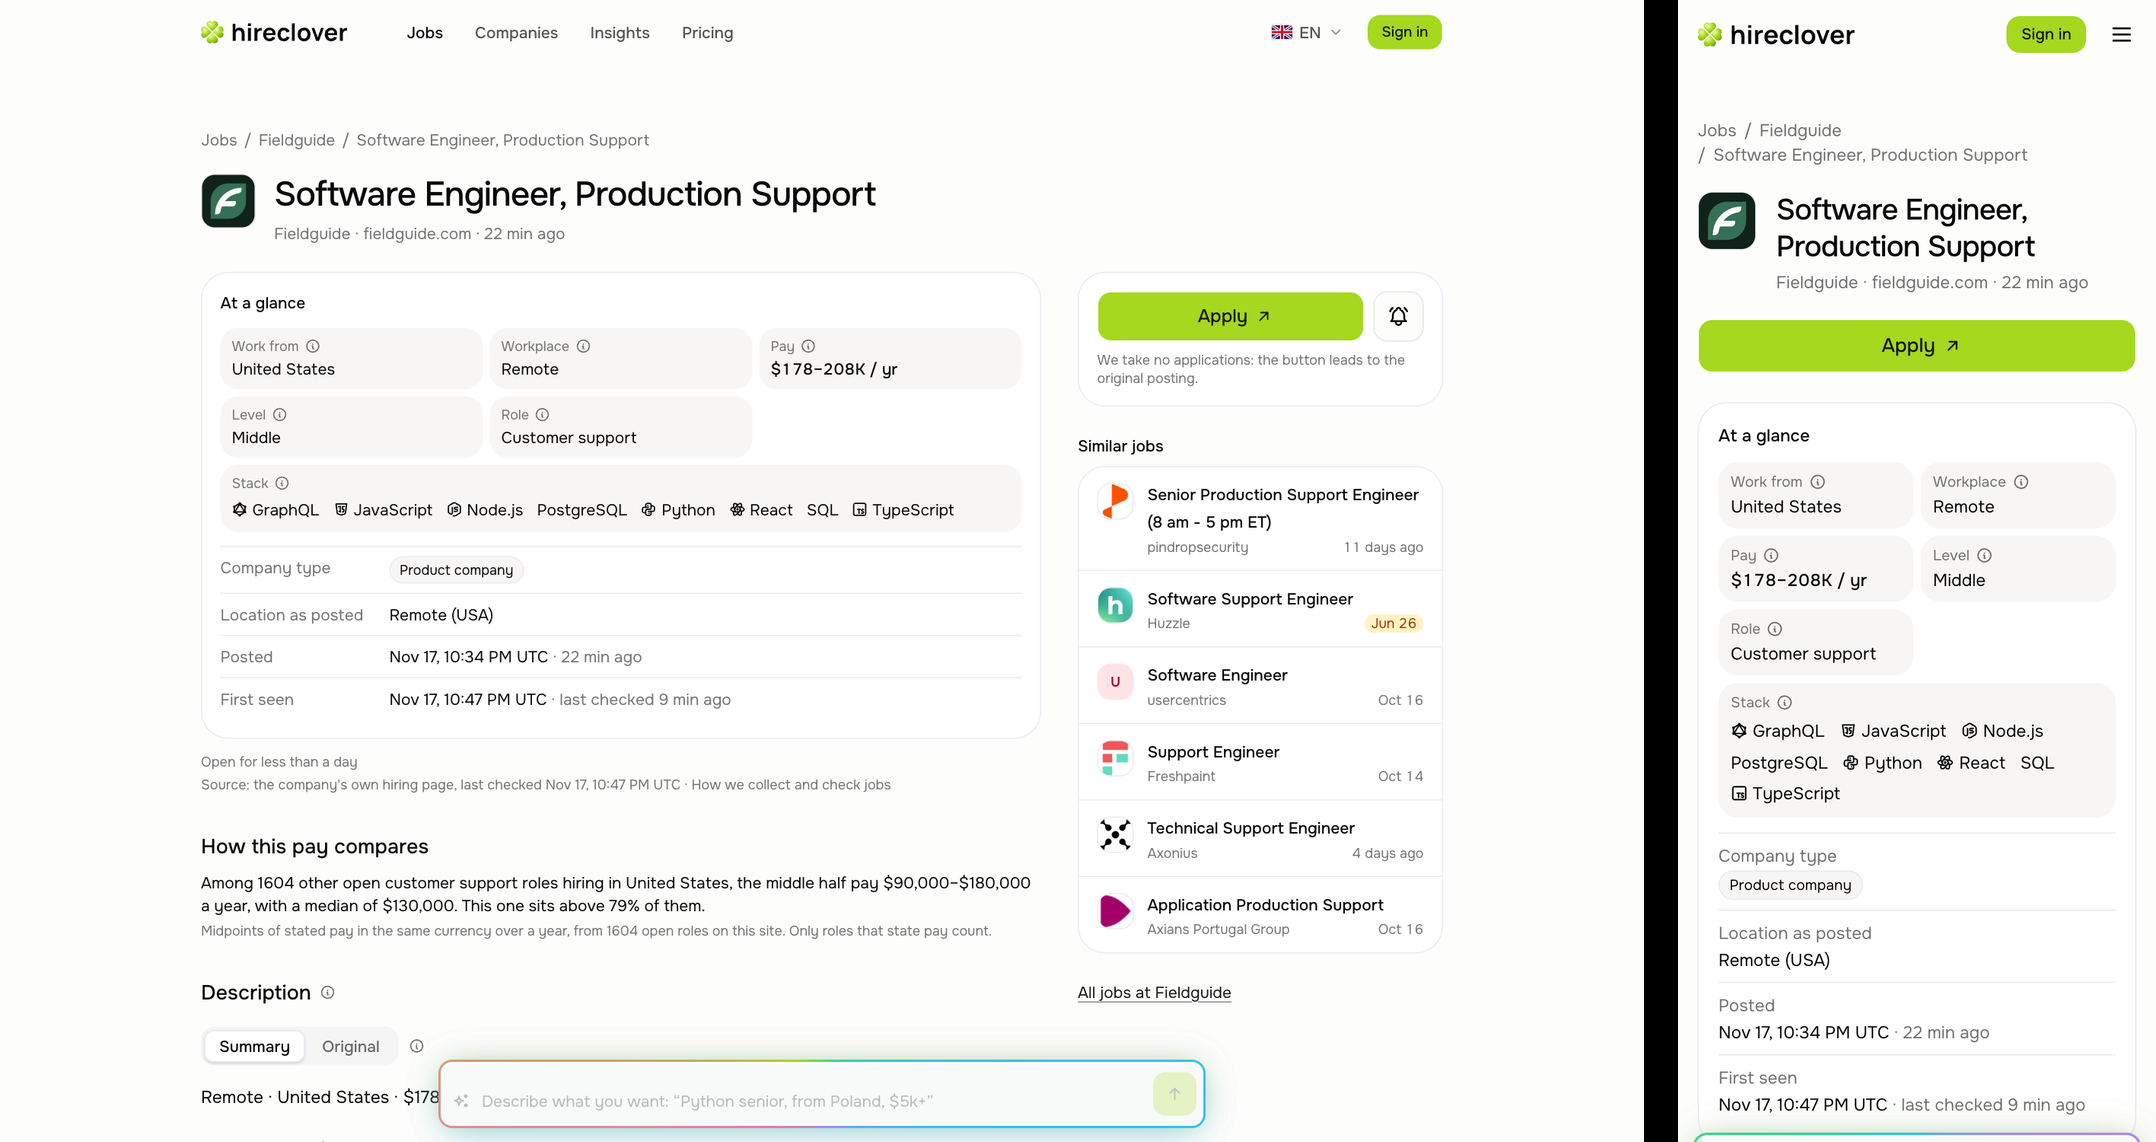 hireclover
Jobs
Companies
Insights
Pricing
EN
Sign in
Jobs / Fieldguide / Software Engineer, Production Support
Software Engineer, Production Support
Fieldguide · fieldguide.com · 22 min ago
At a glance
Work from
United States
Workplace
Remote
Pay
$178–208K / yr
Level
Middle
Role
Customer support
Stack
GraphQL JavaScript Node.js PostgreSQL Python React SQL TypeScript
Company type
Product company
Location as posted
Remote (USA)
Posted
Nov 17, 10:34 PM UTC · 22 min ago
First seen
Nov 17, 10:47 PM UTC · last checked 9 min ago
Open for less than a day
Source: the company's own hiring page, last checked Nov 17, 10:47 PM UTC · How we collect and check jobs
How this pay compares
Among 1604 other open customer support roles hiring in United States, the middle half pay $90,000–$180,000
a year, with a median of $130,000. This one sits above 79% of them.
Midpoints of stated pay in the same currency over a year, from 1604 open roles on this site. Only roles that state pay count.
Description
Summary
Original
Remote · United States · $178
Describe what you want: “Python senior, from Poland, $5k+”
Apply
We take no applications: the button leads to the
original posting.
Similar jobs
Senior Production Support Engineer
(8 am - 5 pm ET)
pindropsecurity
11 days ago
Software Support Engineer
Huzzle
Jun 26
U
Software Engineer
usercentrics
Oct 16
Support Engineer
Freshpaint
Oct 14
Technical Support Engineer
Axonius
4 days ago
Application Production Support
Axians Portugal Group
Oct 16
All jobs at Fieldguide
hireclover
Sign in
Jobs / Fieldguide
/ Software Engineer, Production Support
Software Engineer,
Production Support
Fieldguide · fieldguide.com · 22 min ago
Apply
At a glance
Work from
United States
Workplace
Remote
Pay
$178–208K / yr
Level
Middle
Role
Customer support
Stack
GraphQL JavaScript Node.js
PostgreSQL Python React SQL
TypeScript
Company type
Product company
Location as posted
Remote (USA)
Posted
Nov 17, 10:34 PM UTC · 22 min ago
First seen
Nov 17, 10:47 PM UTC · last checked 9 min ago